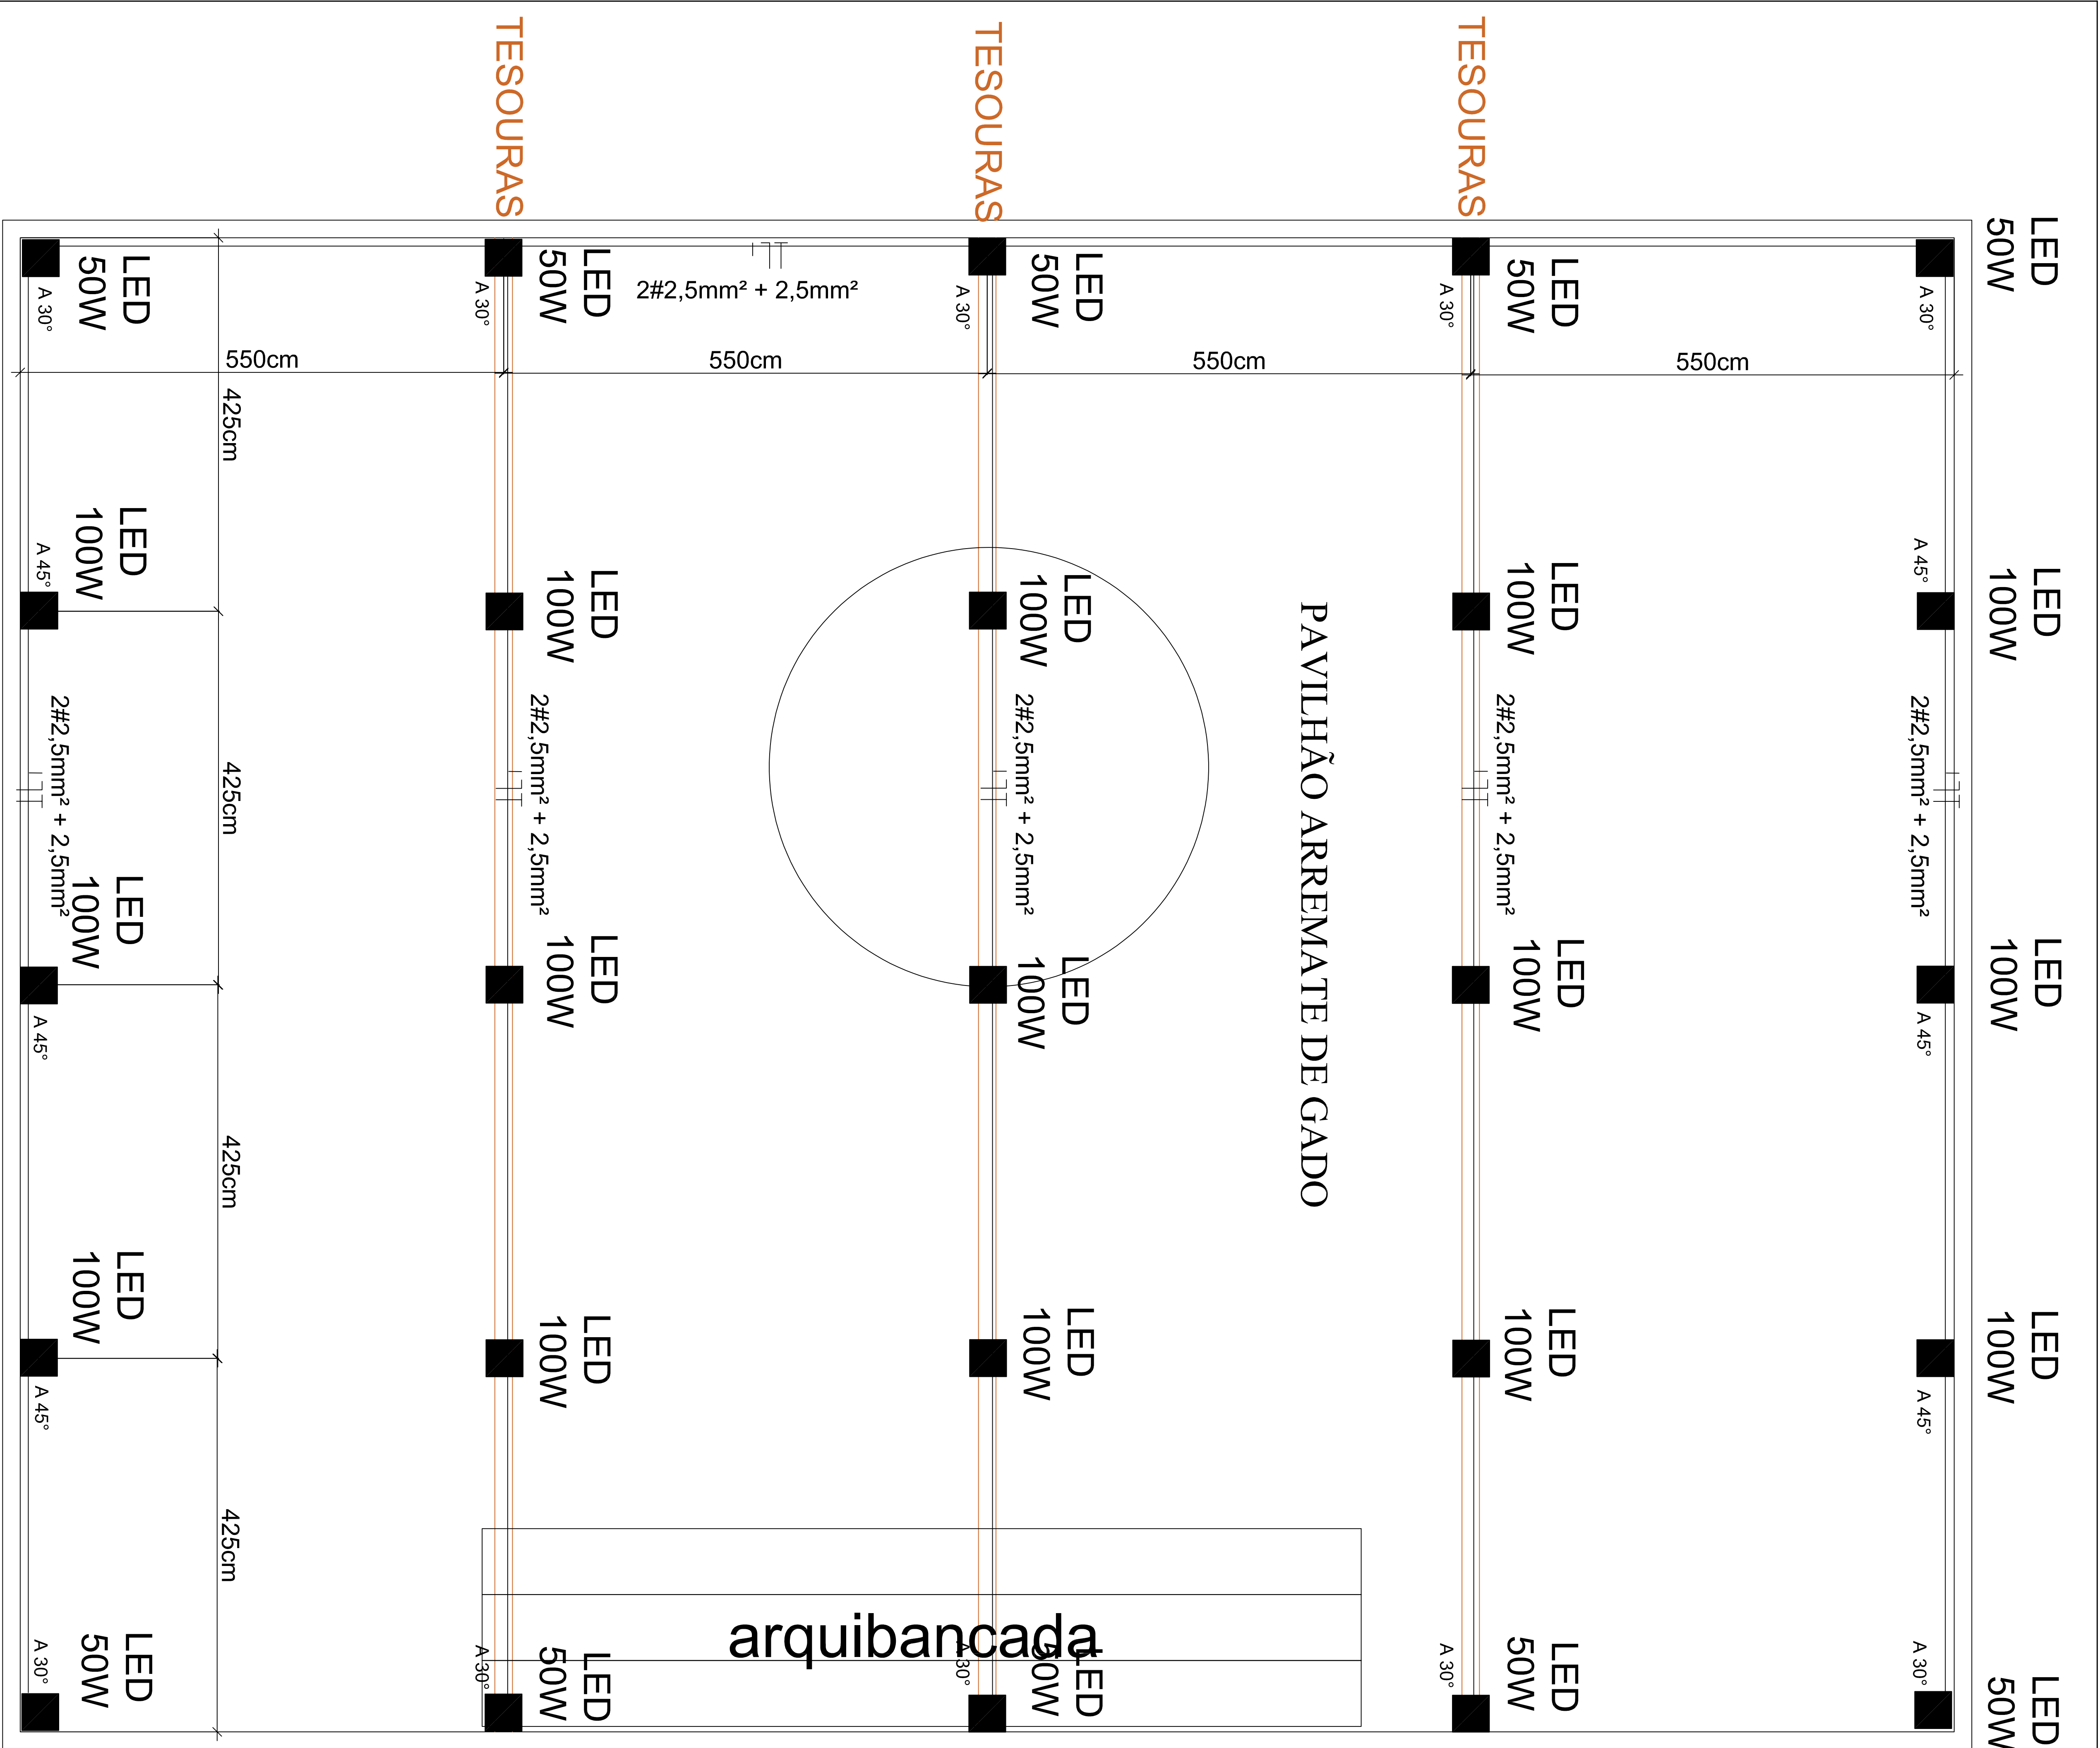 TESOURAS
TESOURAS
TESOURAS
LED
50W
A 30°
LED
50W
A 30°
2#2,5mm² + 2,5mm²
LED
50W
A 30°
LED
50W
A 30°
LED
50W
A 30°
550cm
550cm
550cm
550cm
425cm
LED
100W
A 45°
LED
100W
LED
100W
LED
100W
LED
100W
A 45°
PAVILHÃO ARREMATE DE GADO
2#2,5mm² + 2,5mm²
2#2,5mm² + 2,5mm²
2#2,5mm² + 2,5mm²
2#2,5mm² + 2,5mm²
2#2,5mm² + 2,5mm²
425cm
LED
100W
A 45°
LED
100W
LED
100W
LED
100W
LED
100W
A 45°
425cm
LED
100W
A 45°
LED
100W
LED
100W
LED
100W
LED
100W
A 45°
425cm
arquibancada
LED
50W
A 30°
LED
50W
A 30°
LED
50W
A 30°
LED
50W
A 30°
LED
50W
A 30°